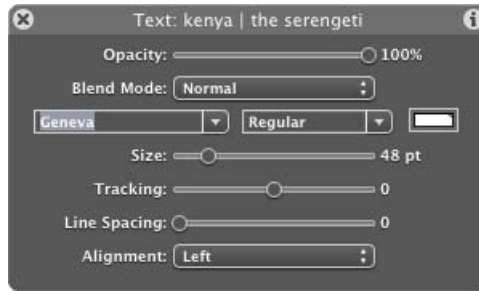 Text: kenya | the serengeti
Opacity: 100%
Blend Mode: Normal
Geneva Regular
Size: 48 pt
Tracking: 0
Line Spacing: 0
Alignment: Left